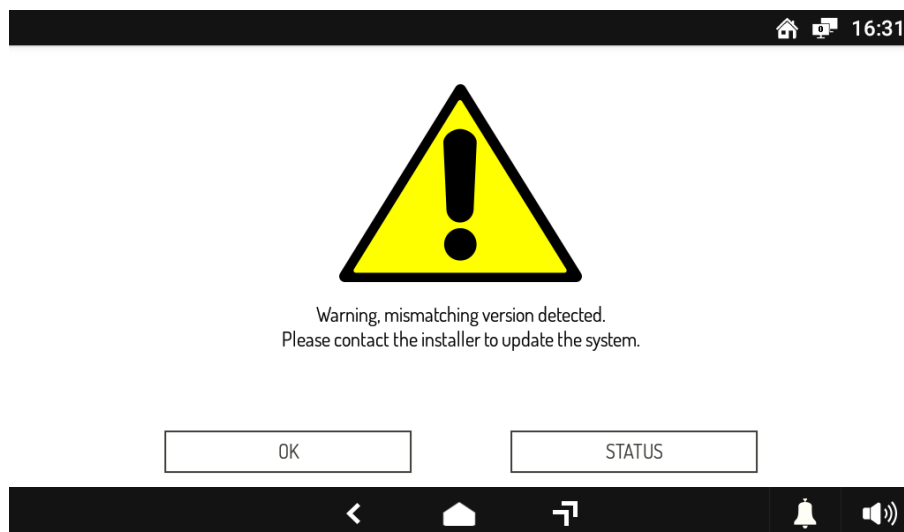 16:31
Warning, mismatching version detected.
Please contact the installer to update the system.
OK
STATUS